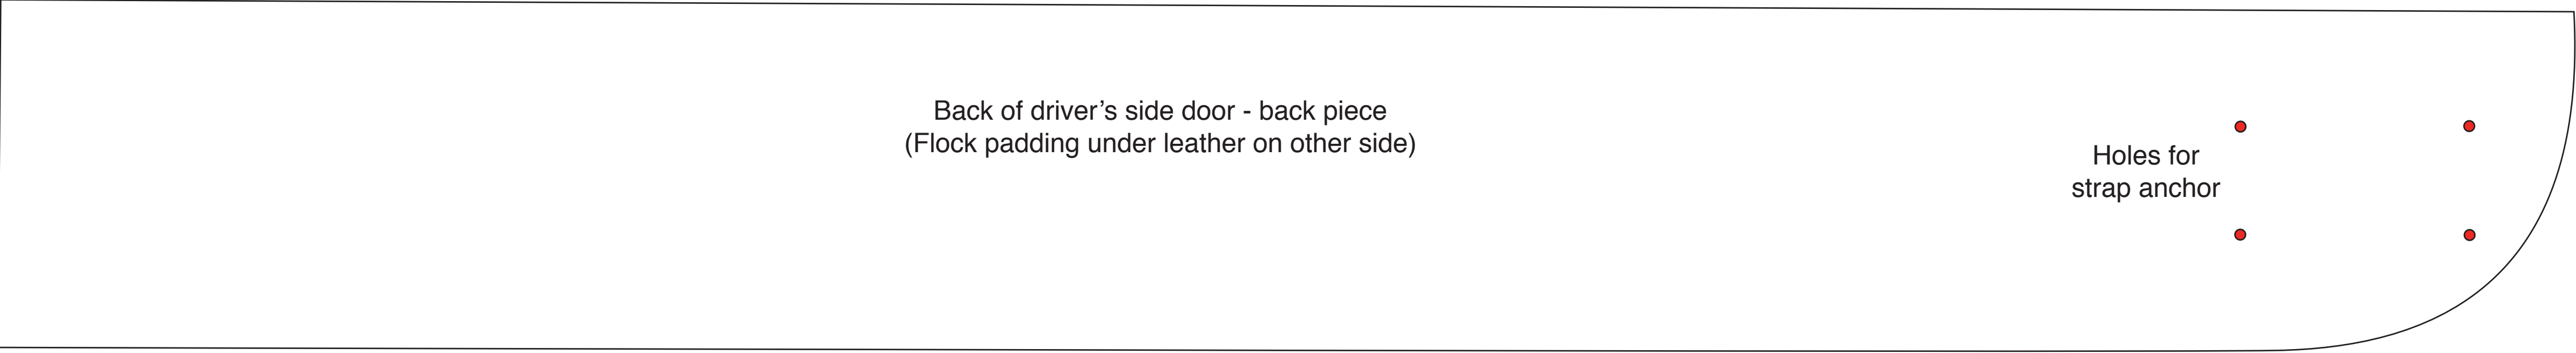 Back of driver’s side door - back piece
(Flock padding under leather on other side)
Holes for
strap anchor